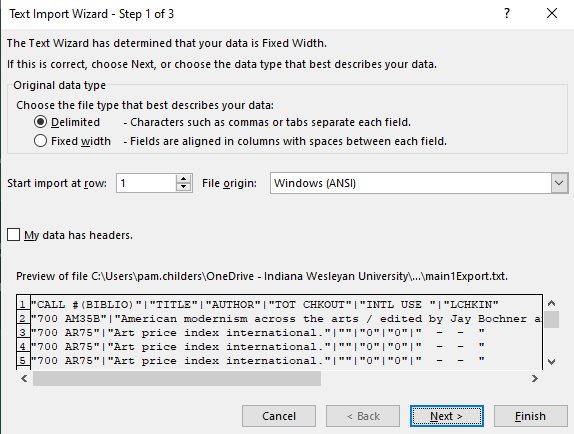 Text Import Wizard - Step 1 of 3
The Text Wizard has determined that your data is Fixed Width.
If this is correct, choose Next, or choose the data type that best describes your data.
Original data type
Choose the file type that best describes your data:
Delimited - Characters such as commas or tabs separate each field.
Fixed width - Fields are aligned in columns with spaces between each field.
Start import at row: 1 File origin: Windows (ANSI)
My data has headers.
Preview of file C:\Users\pam.childers\OneDrive - Indiana Wesleyan University\...\main1Export.txt.
1 "CALL #(BIBLIO)"|"TITLE"|"AUTHOR"|"TOT CHKOUT"|"INTL USE "|"LCHKIN"
2 "700 AM35B"|"American modernism across the arts / edited by Jay Bochner a
3 "700 AR75"|"Art price index international."|""|"0"|"0"|"  -  -  "
4 "700 AR75"|"Art price index international."|""|"0"|"0"|"  -  -  "
5 "700 AR75"|"Art price index international."|""|"0"|"0"|"  -  -  "
Cancel < Back Next > Finish